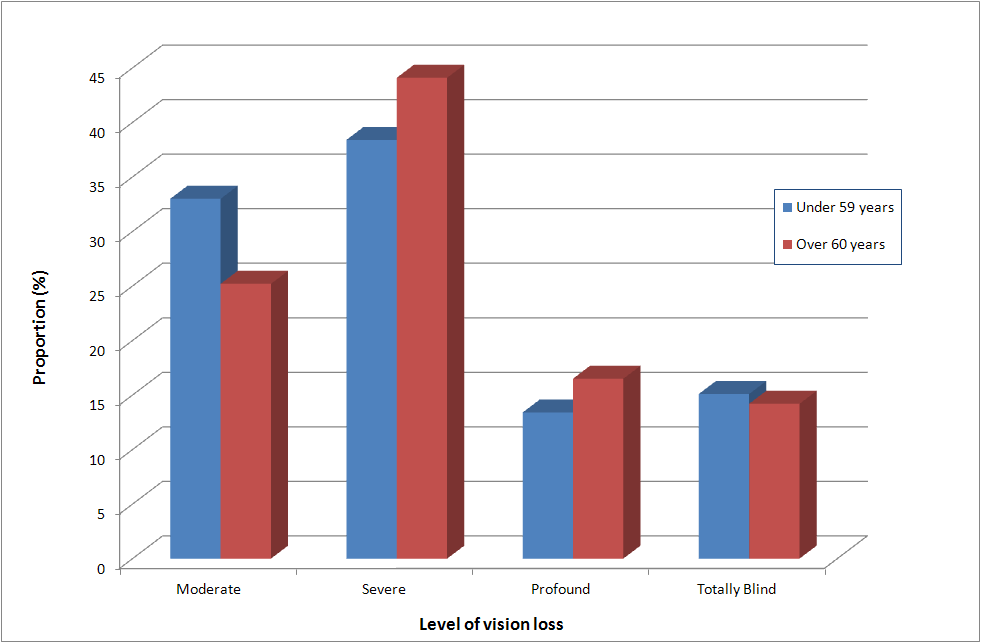 45
40
35
30
25
20
15
10
5
0
Proportion (%)
Under 59 years
Over 60 years
Moderate Severe Profound Totally Blind
Level of vision loss